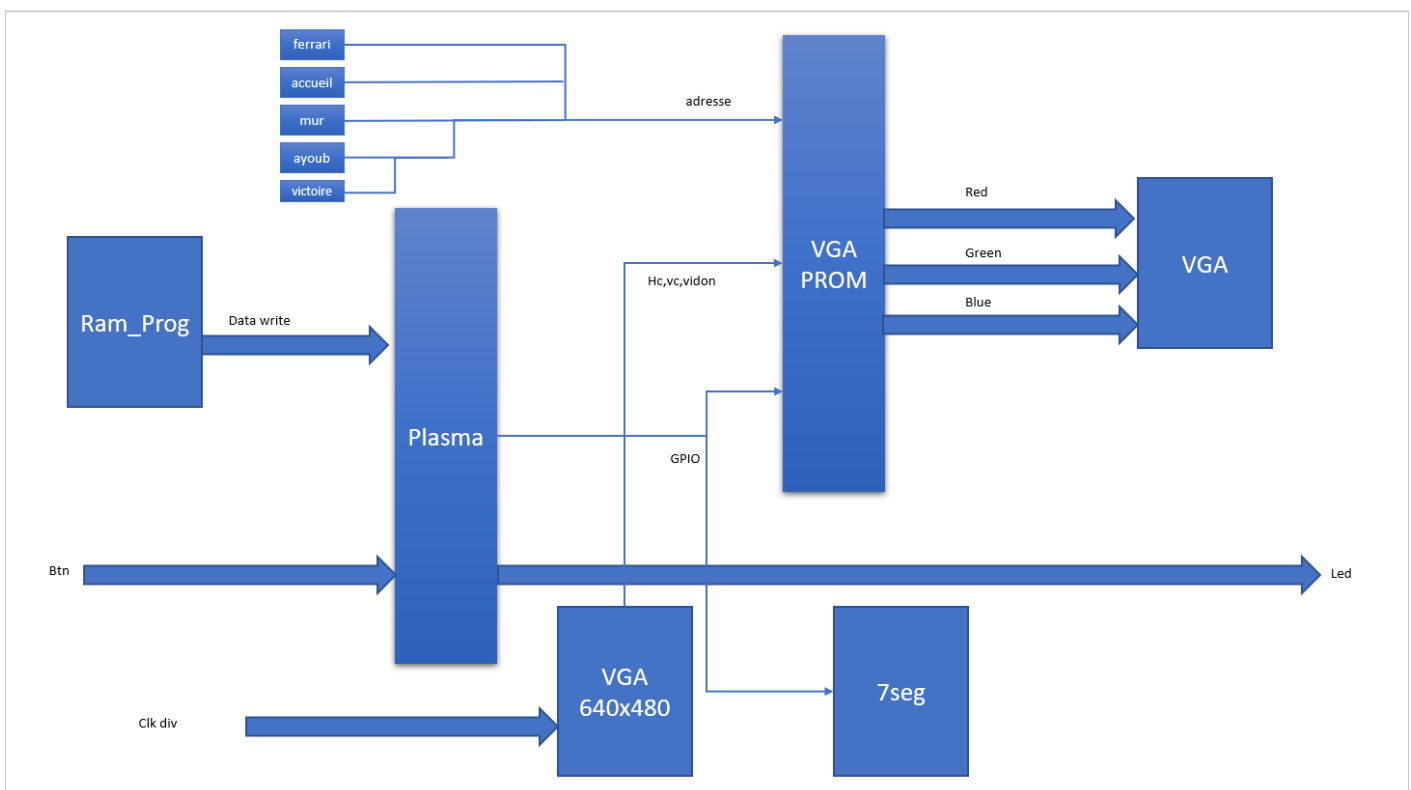 ferrari
accueil
mur
ayoub
victoire
adresse
Red
Green
Blue
VGA
PROM
VGA
Hc,vc,vidon
Ram_Prog
Data write
Plasma
GPIO
Btn
Led
VGA
640x480
7seg
Clk div